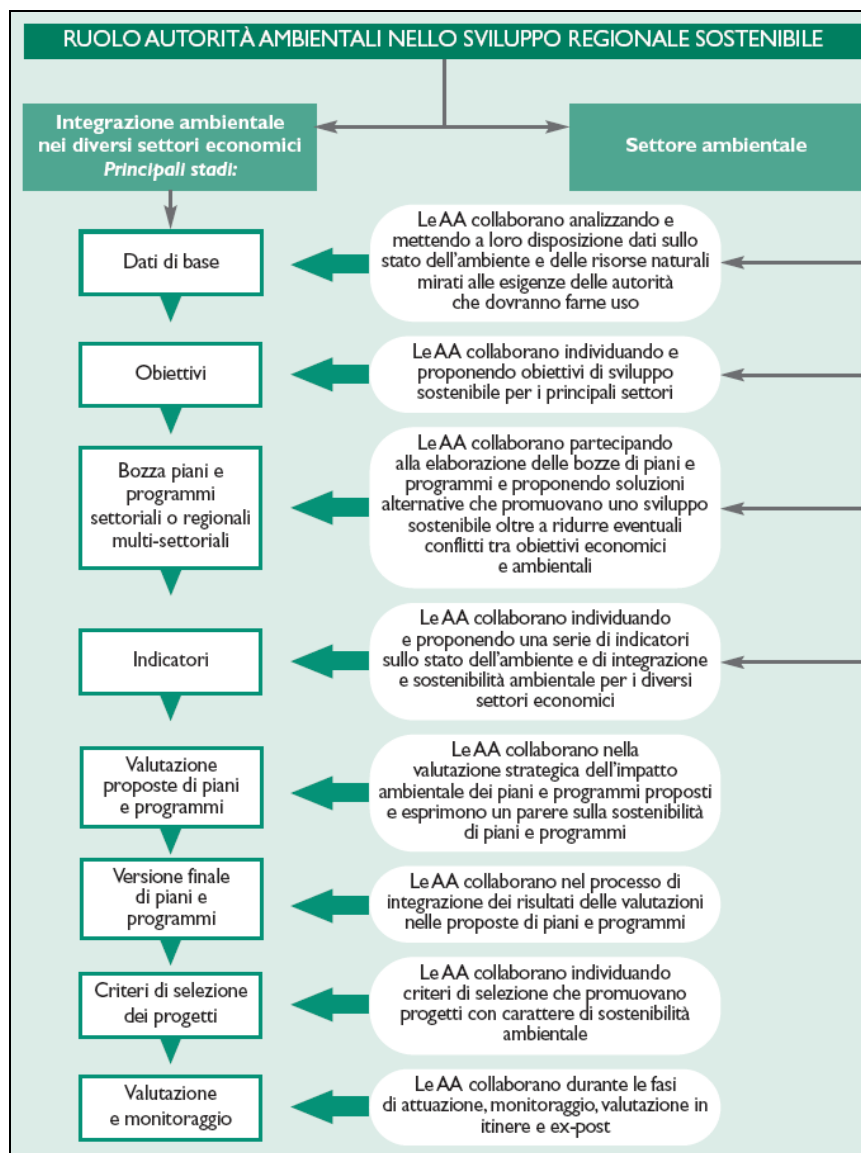 RUOLO AUTORITÀ AMBIENTALI NELLO SVILUPPO REGIONALE SOSTENIBILE
Integrazione ambientale
nei diversi settori economici
Principali stadi:
Settore ambientale
Dati di base
Le AA collaborano analizzando e
mettendo a loro disposizione dati sullo
stato dell'ambiente e delle risorse naturali
mirati alle esigenze delle autorità
che dovranno farne uso
Obiettivi
Le AA collaborano individuando e
proponendo obiettivi di sviluppo
sostenibile per i principali settori
Bozza piani e
programmi
settoriali o regionali
multi-settoriali
Le AA collaborano partecipando
alla elaborazione delle bozze di piani e
programmi e proponendo soluzioni
alternative che promuovano uno sviluppo
sostenibile oltre a ridurre eventuali
conflitti tra obiettivi economici
e ambientali
Indicatori
Le AA collaborano individuando
e proponendo una serie di indicatori
sullo stato dell'ambiente e di integrazione
e sostenibilità ambientale per i diversi
settori economici
Valutazione
proposte di piani
e programmi
Le AA collaborano nella
valutazione strategica dell'impatto
ambientale dei piani e programmi proposti
e esprimono un parere sulla sostenibilità
di piani e programmi
Versione finale
di piani e
programmi
Le AA collaborano nel processo di
integrazione dei risultati delle valutazioni
nelle proposte di piani e programmi
Criteri di selezione
dei progetti
Le AA collaborano individuando
criteri di selezione che promuovano
progetti con carattere di sostenibilità
ambientale
Valutazione
e monitoraggio
Le AA collaborano durante le fasi
di attuazione, monitoraggio, valutazione in
itinere e ex-post